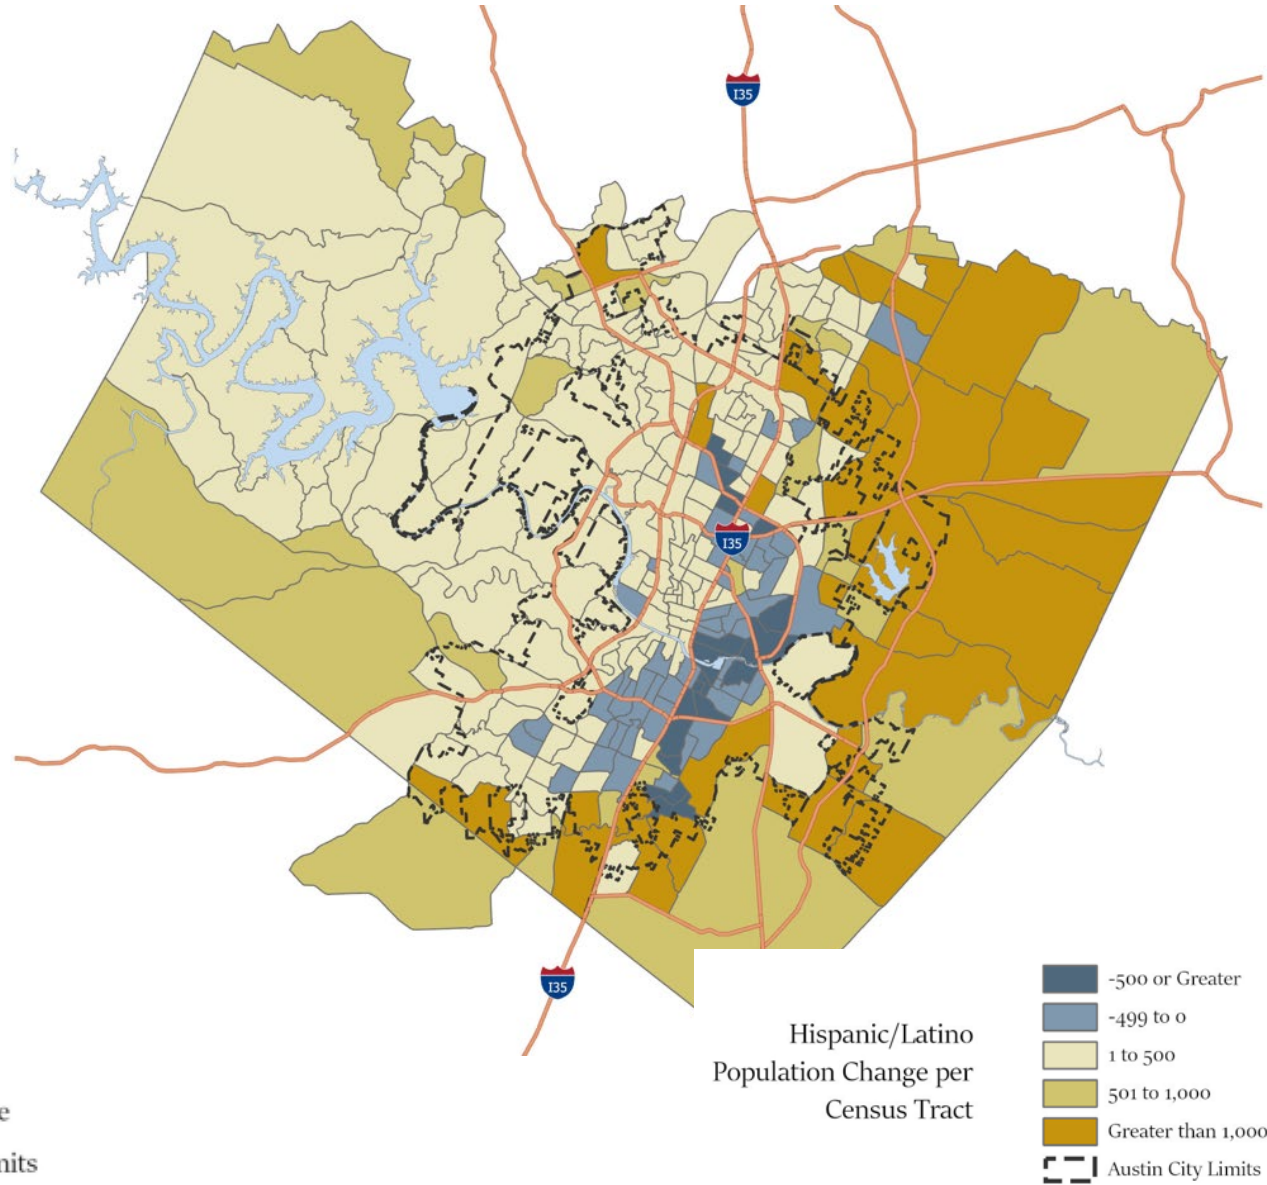 I35
I35
I35
Hispanic/Latino
Population Change per
Census Tract
-500 or Greater
-499 to 0
1 to 500
501 to 1,000
Greater than 1,000
Austin City Limits